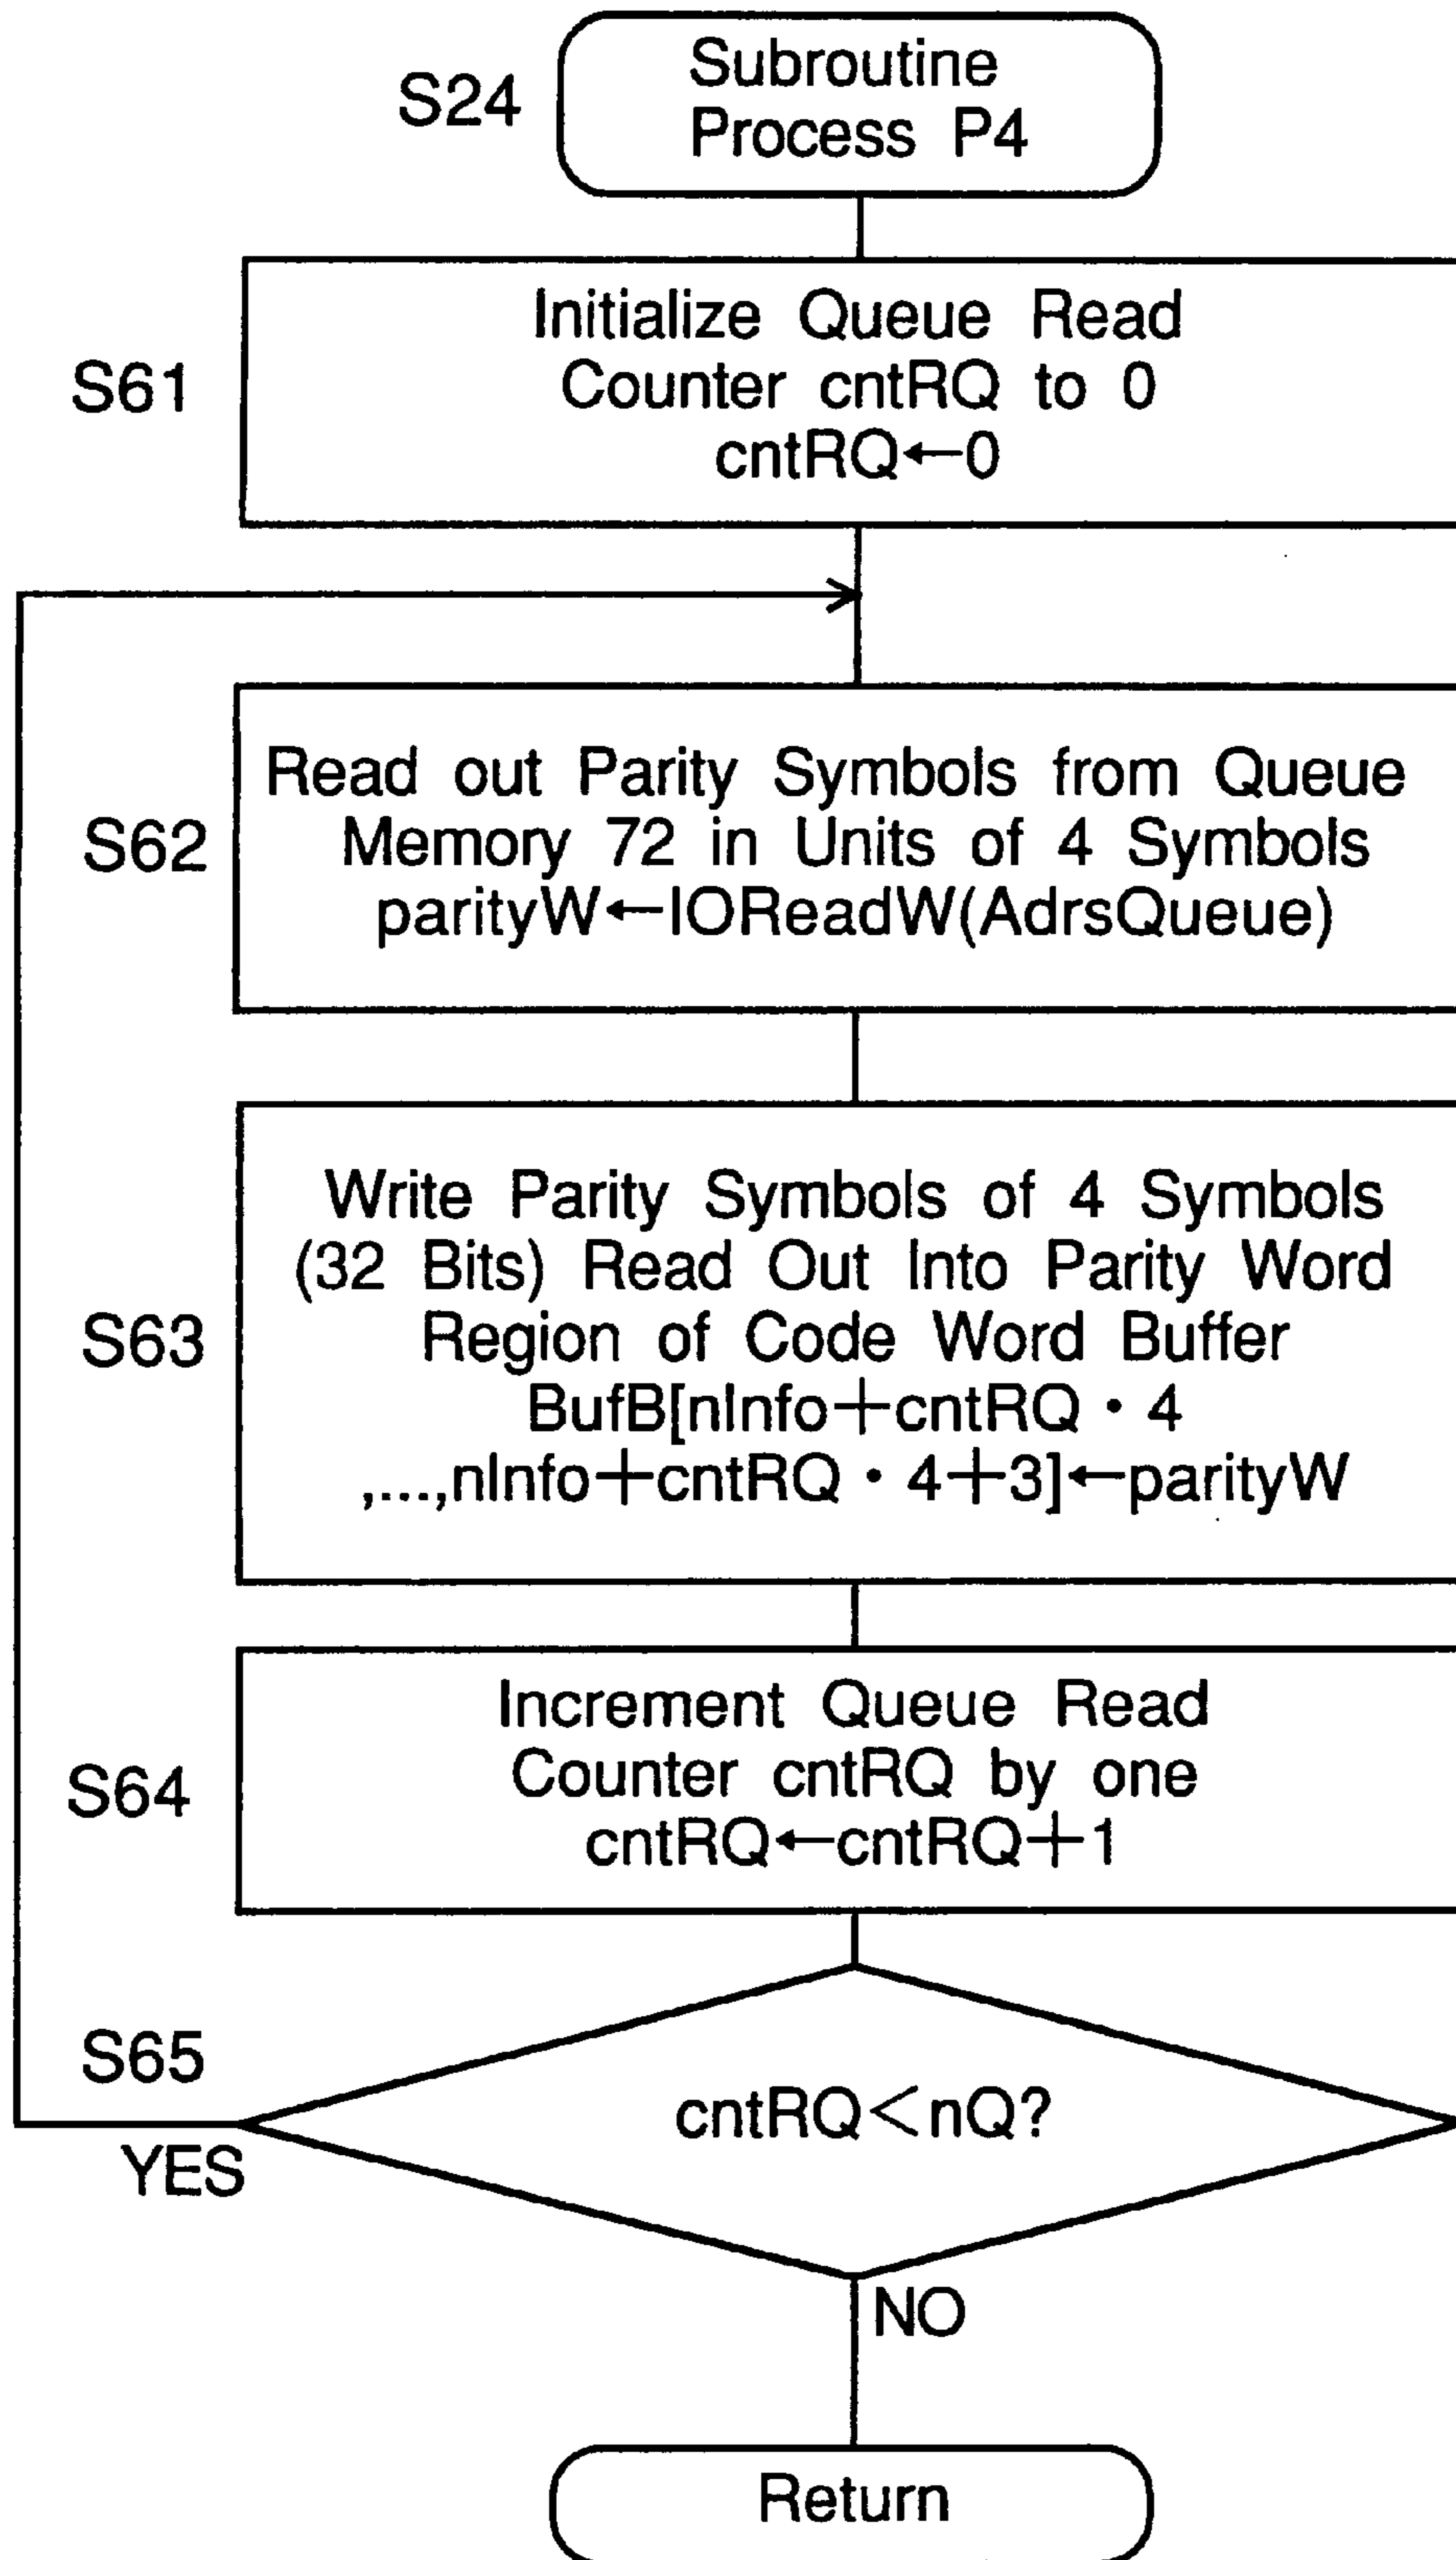 S24
Subroutine
Process P4
S61
Initialize Queue Read
Counter cntRQ to 0
cntRQ←0
S62
Read out Parity Symbols from Queue
Memory 72 in Units of 4 Symbols
parityW←IOReadW(AdrsQueue)
S63
Write Parity Symbols of 4 Symbols
(32 Bits) Read Out Into Parity Word
Region of Code Word Buffer
BufB[nInfo+cntRQ・4
,...,nInfo+cntRQ・4+3]←parityW
S64
Increment Queue Read
Counter cntRQ by one
cntRQ←cntRQ+1
S65
cntRQ<nQ?
YES
NO
Return